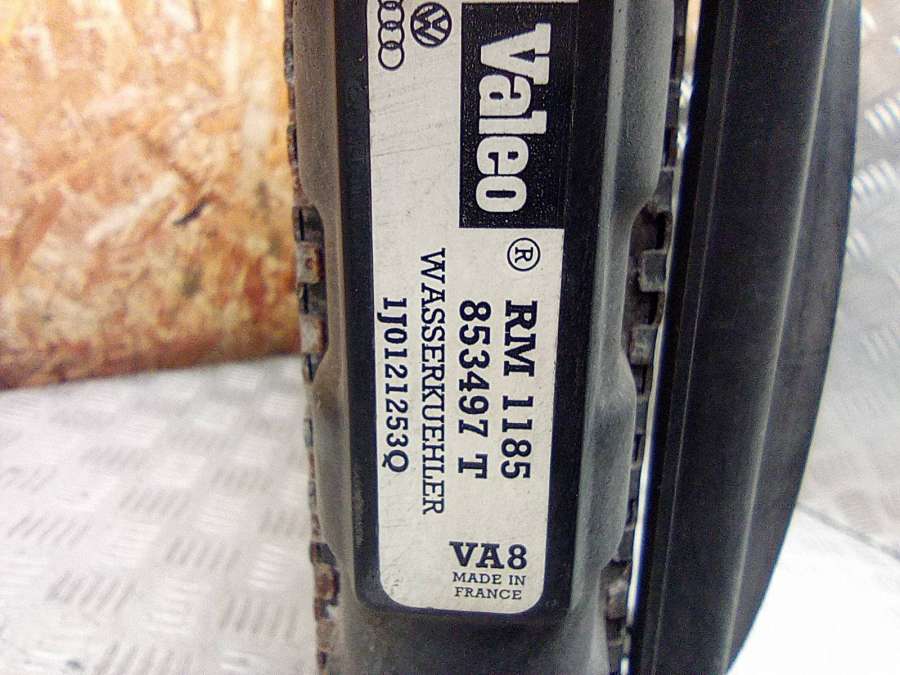 Valeo®
RM 1185
853497 T
WASSERKUEHLER
1J0121253Q
VA8
MADE IN
FRANCE